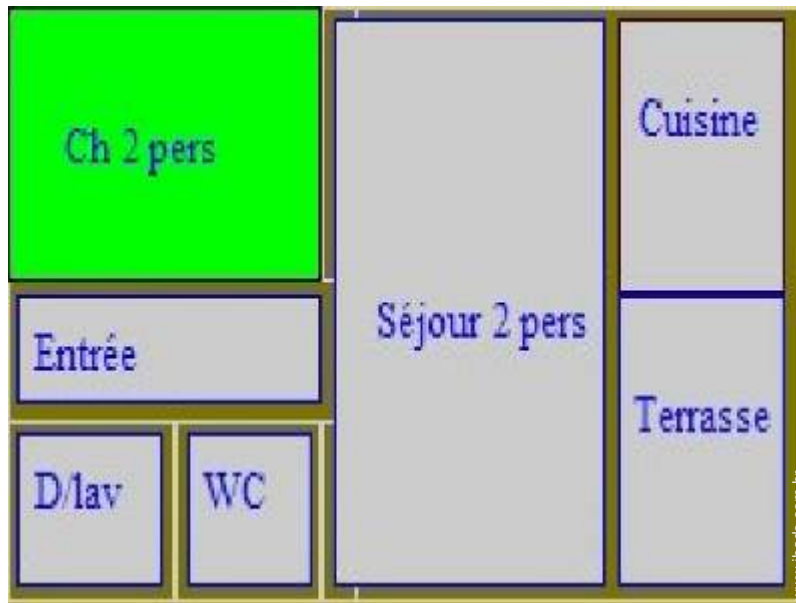 Ch 2 pers
Cuisine
Séjour 2 pers
Entrée
Terrasse
D/lav
WC